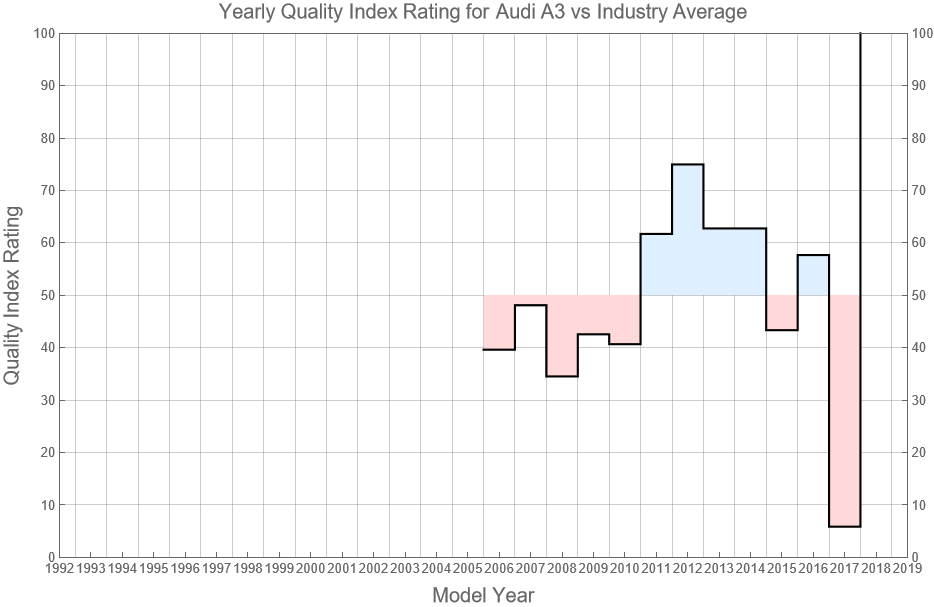 Yearly Quality Index Rating for Audi A3 vs Industry Average
100 100
90 90
80 80
70 70
60 60
50 50
40 40
30 30
20 20
10 10
0 0
Quality Index Rating
1992 1993 1994 1995 1996 1997 1998 1999 2000 2001 2002 2003 2004 2005 2006 2007 2008 2009 2010 2011 2012 2013 2014 2015 2016 2017 2018 2019
Model Year